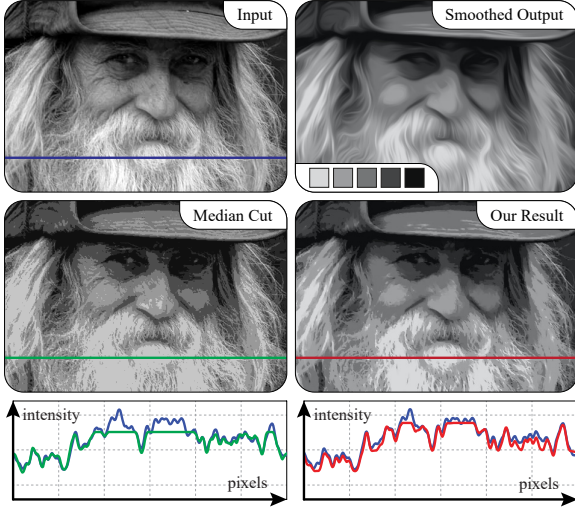 Input
Smoothed Output
Median Cut
Our Result
intensity
pixels
intensity
pixels